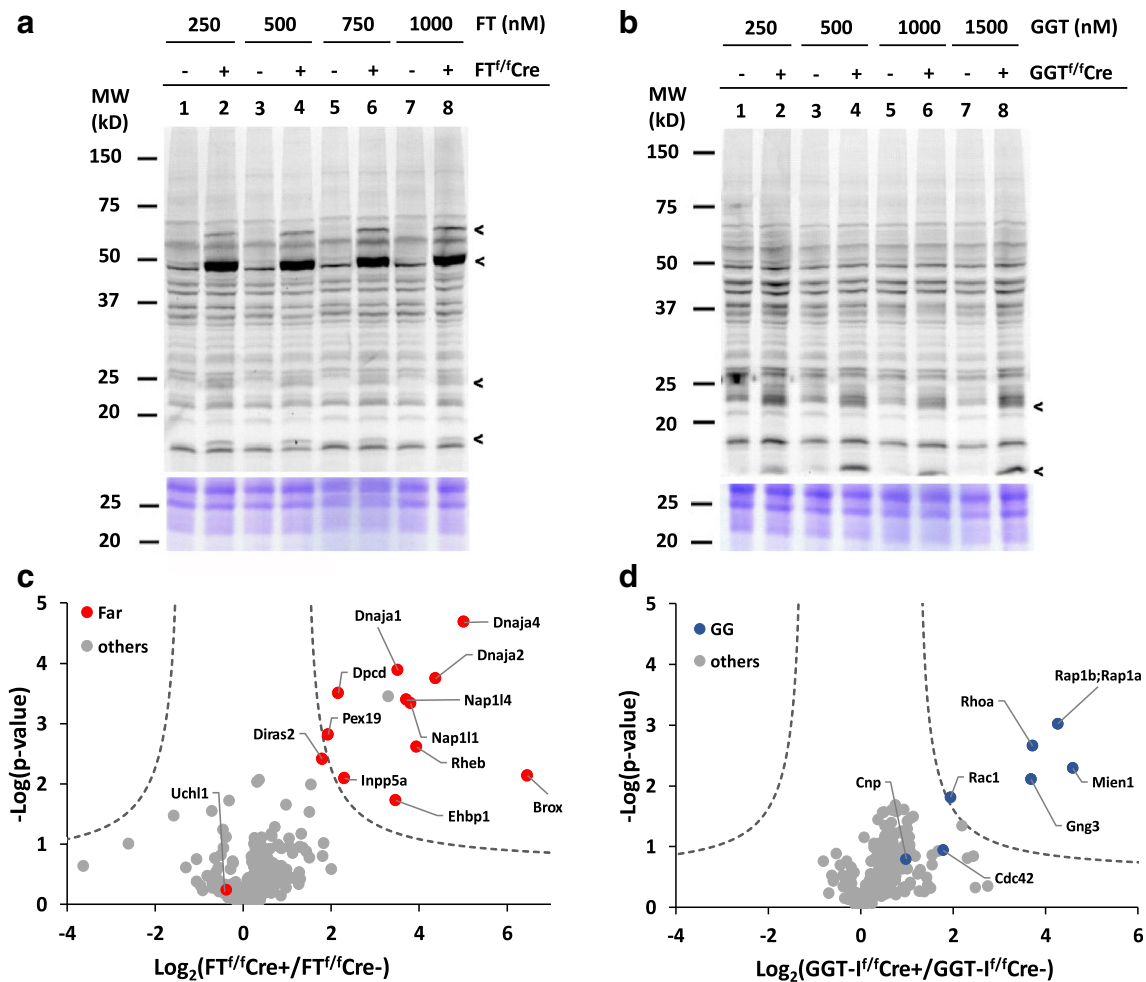 a
250 500 750 1000 FT (nM)
- + - + - + - + FTf/fCre
MW
(kD)
1 2 3 4 5 6 7 8
150
75
50
37
25
20
<
<
<
<
25
20
b
250 500 1000 1500 GGT (nM)
- + - + - + - + GGTf/fCre
MW
(kD)
1 2 3 4 5 6 7 8
150
75
50
37
25
20
<
<
25
20
c
5
4
3
2
1
0
-Log(p-value)
Far
others
Dnaja1
Dnaja4
Dnaja2
Dpcd
Nap1l4
Pex19
Nap1l1
Diras2
Rheb
Inpp5a
Uchl1
Ehbp1
Brox
-4 -2 0 2 4 6
Log2(FTf/fCre+/FTf/fCre-)
d
5
4
3
2
1
0
-Log(p-value)
GG
others
Rap1b;Rap1a
Rhoa
Cnp
Rac1
Mien1
Gng3
Cdc42
-4 -2 0 2 4 6
Log2(GGT-If/fCre+/GGT-If/fCre-)